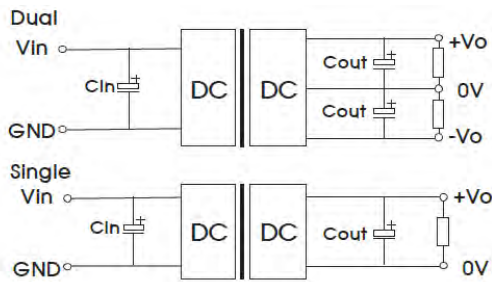 Dual
Vin
+Vo
Cin
+
DC
DC
Cout
+
0V
Cout
+
GND
-Vo
Single
Vin
+Vo
Cin
+
DC
DC
Cout
+
GND
0V